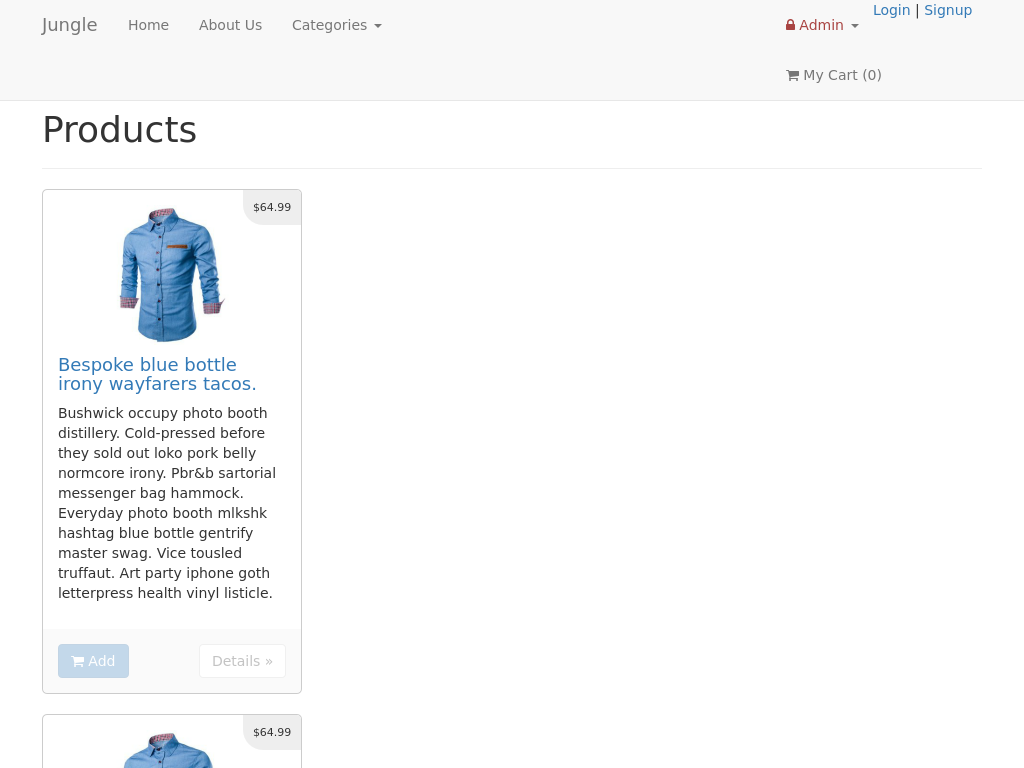 Jungle Home About Us Categories Admin Login | Signup
My Cart (0)
Products
$64.99
Bespoke blue bottle
irony wayfarers tacos.
Bushwick occupy photo booth
distillery. Cold-pressed before
they sold out loko pork belly
normcore irony. Pbr&b sartorial
messenger bag hammock.
Everyday photo booth mlkshk
hashtag blue bottle gentrify
master swag. Vice tousled
truffaut. Art party iphone goth
letterpress health vinyl listicle.
Add Details »
$64.99